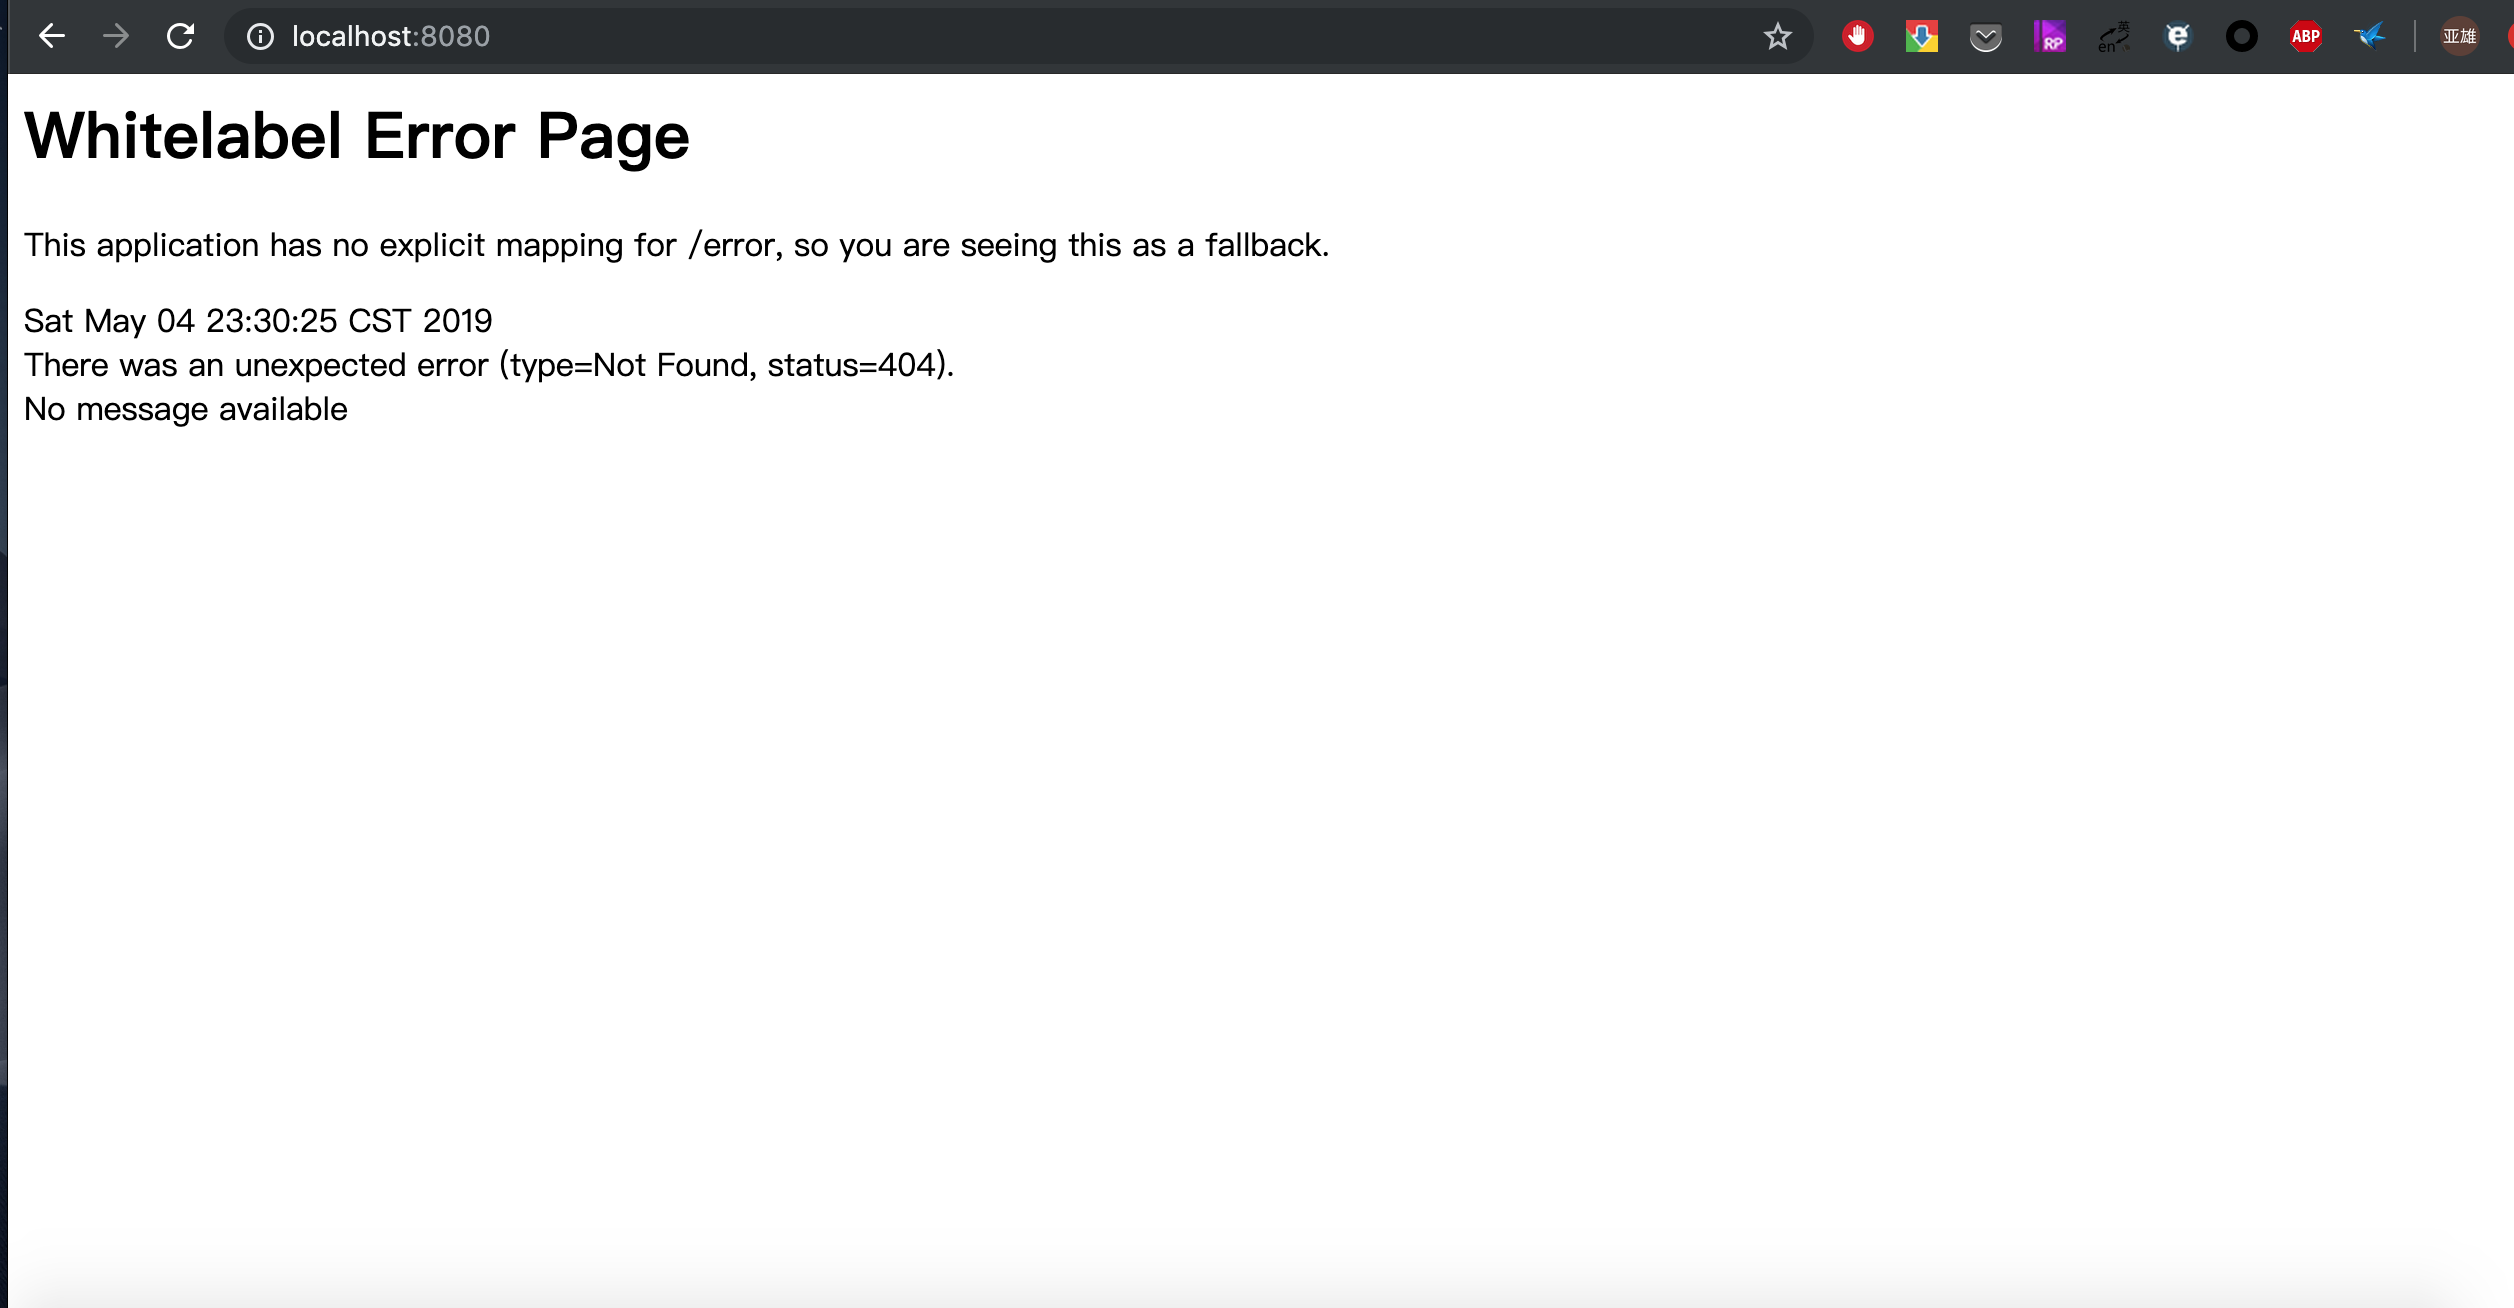 localhost:8080
RP
英
en
e
ABP
亚雄
Whitelabel Error Page
This application has no explicit mapping for /error, so you are seeing this as a fallback.
Sat May 04 23:30:25 CST 2019
There was an unexpected error (type=Not Found, status=404).
No message available